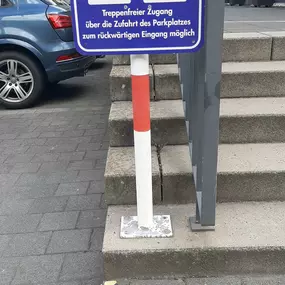 Treppenfreier Zugang
über die Zufahrt des Parkplatzes
zum rückwärtigen Eingang möglich